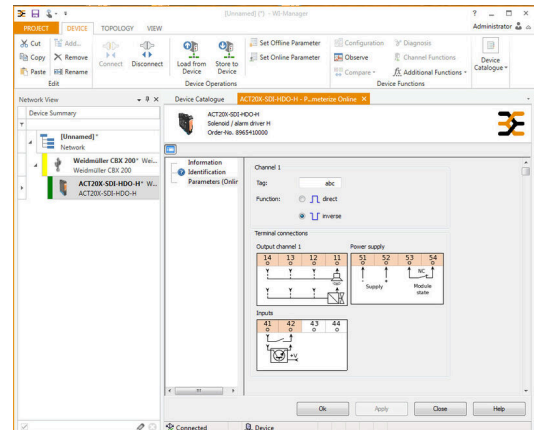 [Unnamed] (*) - WI-Manager
PROJECT DEVICE TOPOLOGY VIEW
Administrator
Cut
Copy
Paste
Add...
Remove
Rename
Edit
Connect
Disconnect
Load from Device
Store to Device
Device Operations
Set Offline Parameter
Set Online Parameter
Configuration
Observe
Compare
Diagnosis
Channel Functions
Additional Functions
Device Functions
Device Catalogue
Network View
Device Summary
[Unnamed]*
Network
Weidmüller CBX 200* Wei...
Weidmüller CBX 200
ACT20X-SDI-HDO-H* W...
ACT20X-SDI-HDO-H
Device Catalogue
ACT20X-SDI-HDO-H - P...meterize Online
ACT20X-SDI-HDO-H
Solenoid / alarm driver H
Order-No. 8965410000
Information
Identification
Parameters (Onlin
Channel 1
Tag: abc
Function: direct
inverse
Terminal connections
Output channel 1
Power supply
14 13 12 11
51 52 53 54
Supply
NC
Module state
Inputs
41 42 43 44
+V
Ok
Apply
Close
Help
Connected
Device